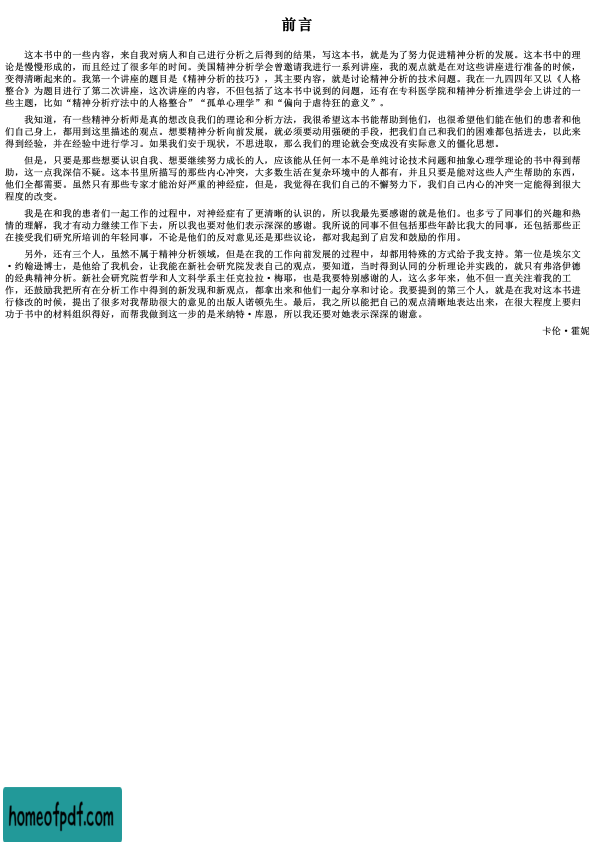 前言
这本书中的一些内容，来自我对病人和自己进行分析之后得到的结果，写这本书，就是为了努力促进精神分析的发展。这本书中的理
论是慢慢形成的，而且经过了很多年的时间。美国精神分析学会曾邀请我进行一系列讲座，我的观点就是在对这些讲座进行准备的时候，
变得清晰起来的。我第一个讲座的题目是《精神分析的技巧》，其主要内容，就是讨论精神分析的技术问题。我在一九四四年又以《人格
整合》为题目进行了第二次讲座，这次讲座的内容，不但包括了这本书中说到的问题，还有在专科医学院和精神分析推进学会上讲过的一
些主题，比如“精神分析疗法中的人格整合”“孤单心理学”和“偏向于虐待狂的意义”。
我知道，有一些精神分析师是真的想改良我们的理论和分析方法，我很希望这本书能帮助到他们，也很希望他们能在他们的患者和他
们自己身上，都用到这里描述的观点。想要精神分析向前发展，就必须要动用强硬的手段，把我们自己和我们的困难都包括进去，以此来
得到经验，并在经验中进行学习。如果我们安于现状，不思进取，那么我们的理论就会变成没有实际意义的僵化思想。
但是，只要是那些想要认识自我、想要继续努力成长的人，应该能从任何一本不是单纯讨论技术问题和抽象心理学理论的书中得到帮
助，这一点我深信不疑。这本书里所描写的那些内心冲突，大多数生活在复杂环境中的人都有，并且只要是能对这些人产生帮助的东西，
他们全都需要。虽然只有那些专家才能治好严重的神经症，但是，我觉得在我们自己的不懈努力下，我们自己内心的冲突一定能得到很大
程度的改变。
我是在和我的患者们一起工作的过程中，对神经症有了更清晰的认识的，所以我最先要感谢的就是他们。也多亏了同事们的兴趣和热
情的理解，我才有动力继续工作下去，所以我也要对他们表示深深的感谢。我所说的同事不但包括那些年龄比我大的同事，还包括那些正
在接受我们研究所培训的年轻同事，不论是他们的反对意见还是那些议论，都对我起到了启发和鼓励的作用。
另外，还有三个人，虽然不属于精神分析领域，但是在我的工作向前发展的过程中，却都用特殊的方式给予我支持。第一位是埃尔文
·约翰逊博士，是他给了我机会，让我能在新社会研究院发表自己的观点，要知道，当时得到认同的分析理论并实践的，就只有弗洛伊德
的经典精神分析。新社会研究院哲学和人文科学系主任克拉拉·梅耶，也是我要特别感谢的人，这么多年来，他不但一直关注着我的工
作，还鼓励我把所有在分析工作中得到的新发现和新观点，都拿出来和他们一起分享和讨论。我要提到的第三个人，就是在我对这本书进
行修改的时候，提出了很多对我帮助很大的意见的出版人诺顿先生。最后，我之所以能把自己的观点清晰地表达出来，在很大程度上要归
功于书中的材料组织得好，而帮我做到这一步的是米纳特·库恩，所以我还要对她表示深深的谢意。
卡伦·霍妮
homeofpdf.com